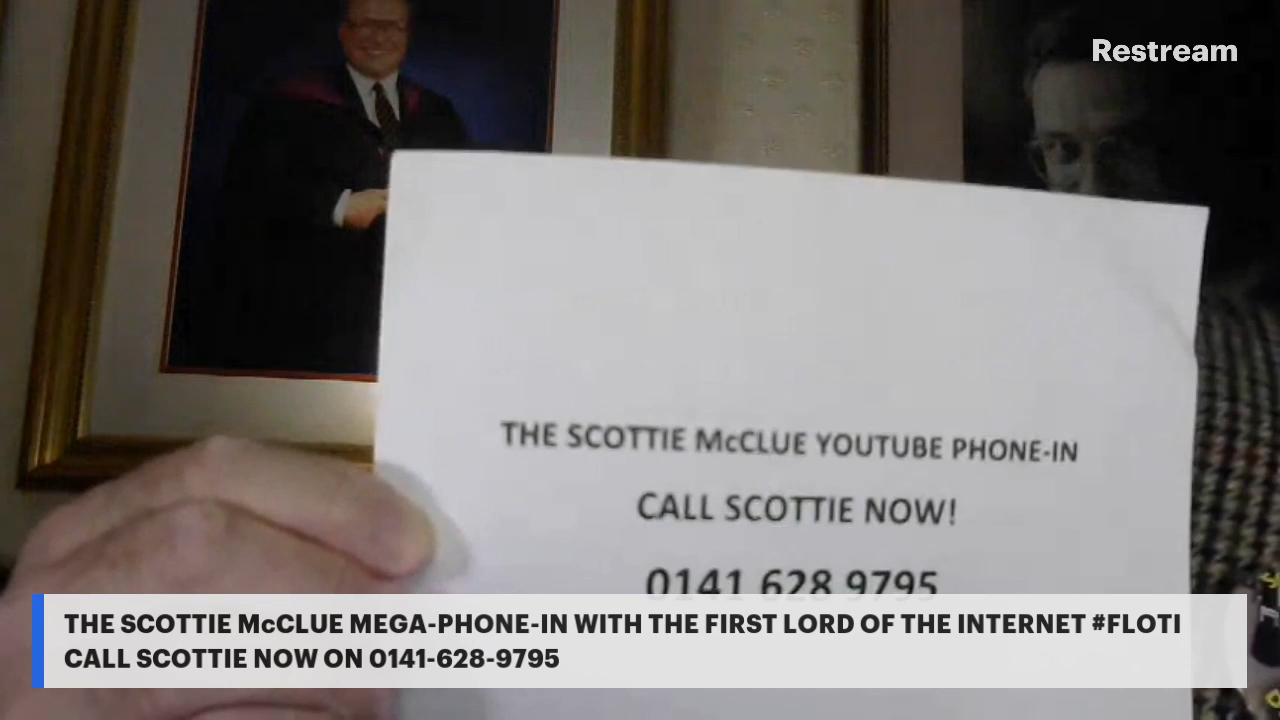 Restream
THE SCOTTIE McCLUE YOUTUBE PHONE-IN
CALL SCOTTIE NOW!
0141 628 9795
THE SCOTTIE McCLUE MEGA-PHONE-IN WITH THE FIRST LORD OF THE INTERNET #FLOTI
CALL SCOTTIE NOW ON 0141-628-9795